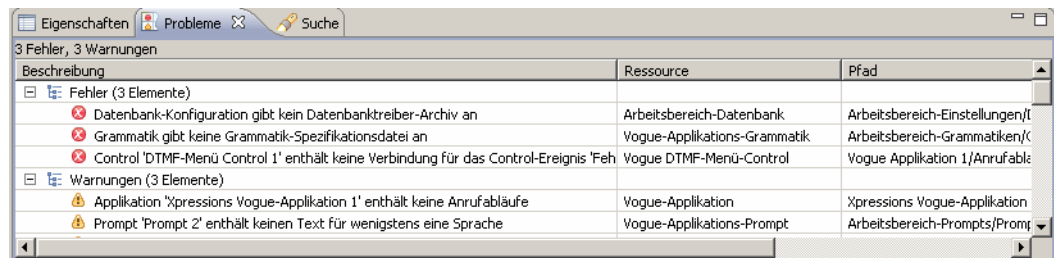 Eigenschaften Probleme Suche
3 Fehler, 3 Warnungen
Beschreibung Ressource Pfad
Fehler (3 Elemente)
Datenbank-Konfiguration gibt kein Datenbanktreiber-Archiv an Arbeitsbereich-Datenbank Arbeitsbereich-Einstellungen/
Grammatik gibt keine Grammatik-Spezifikationsdatei an Vogue-Applikations-Grammatik Arbeitsbereich-Grammatiken/
Control 'DTMF-Menü Control 1' enthält keine Verbindung für das Control-Ereignis 'Feh Vogue DTMF-Menü-Control Vogue Applikation 1/Anrufabla
Warnungen (3 Elemente)
Applikation 'Xpressions Vogue-Applikation 1' enthält keine Anrufabläufe Vogue-Applikation Xpressions Vogue-Applikation
Prompt 'Prompt 2' enthält keinen Text für wenigstens eine Sprache Vogue-Applikations-Prompt Arbeitsbereich-Prompts/Promp